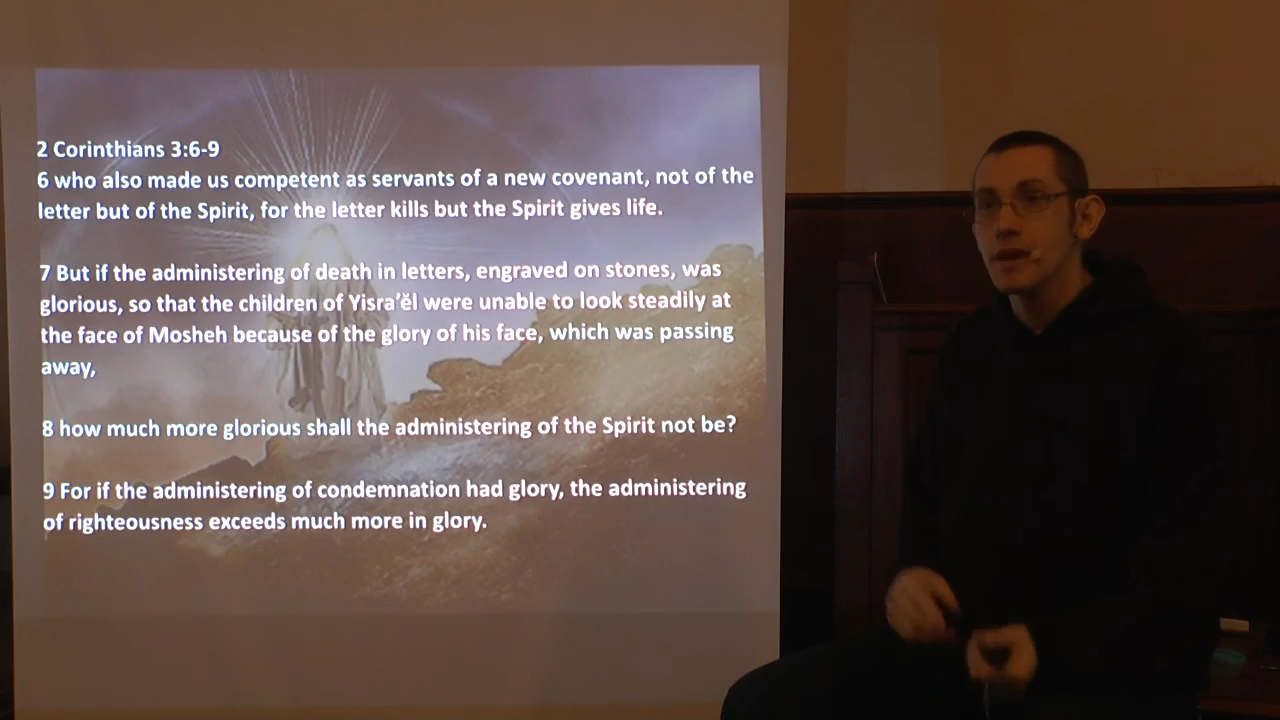 2 Corinthians 3:6-9
6 who also made us competent as servants of a new covenant, not of the
letter but of the Spirit, for the letter kills but the Spirit gives life.
7 But if the administering of death in letters, engraved on stones, was
glorious, so that the children of Yisra’ĕl were unable to look steadily at
the face of Mosheh because of the glory of his face, which was passing
away,
8 how much more glorious shall the administering of the Spirit not be?
9 For if the administering of condemnation had glory, the administering
of righteousness exceeds much more in glory.